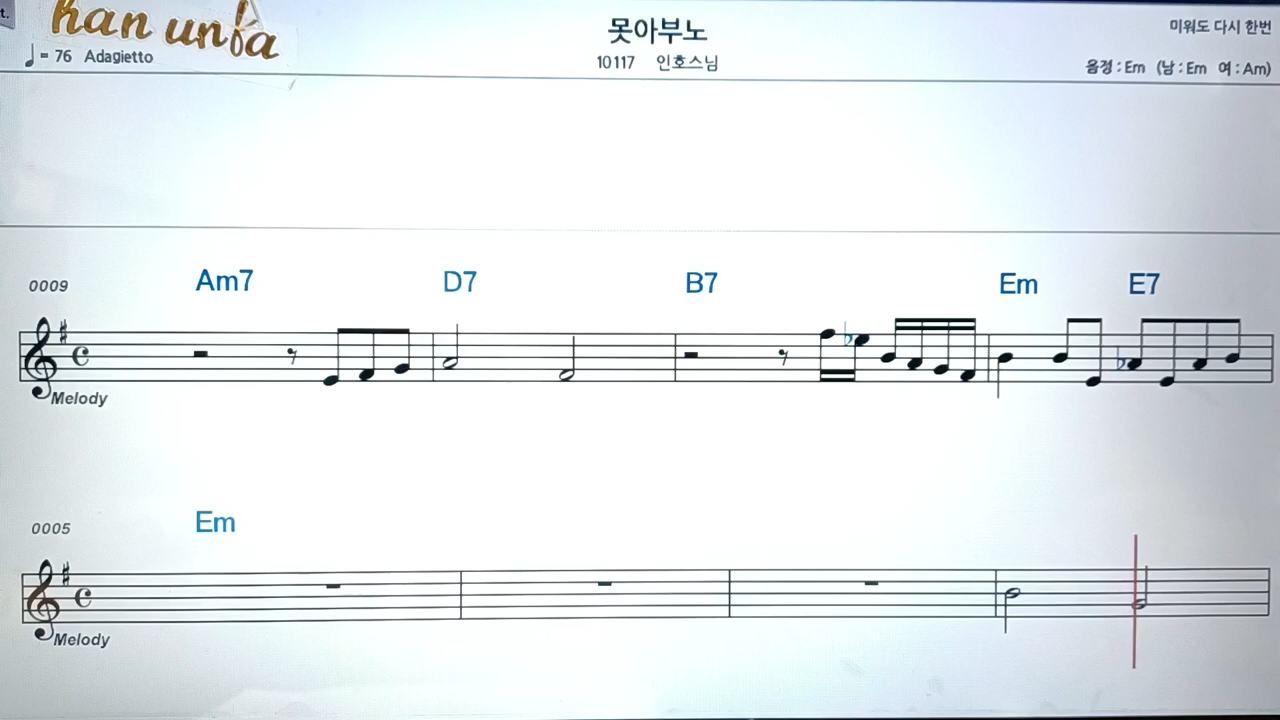 t.
han unfa
♩ = 76 Adagietto
못아부노
10117 인호스님
미워도 다시 한번
음정 : Em (남 : Em 여 : Am)
0009 Am7 D7 B7 Em E7
Melody
0005 Em
Melody